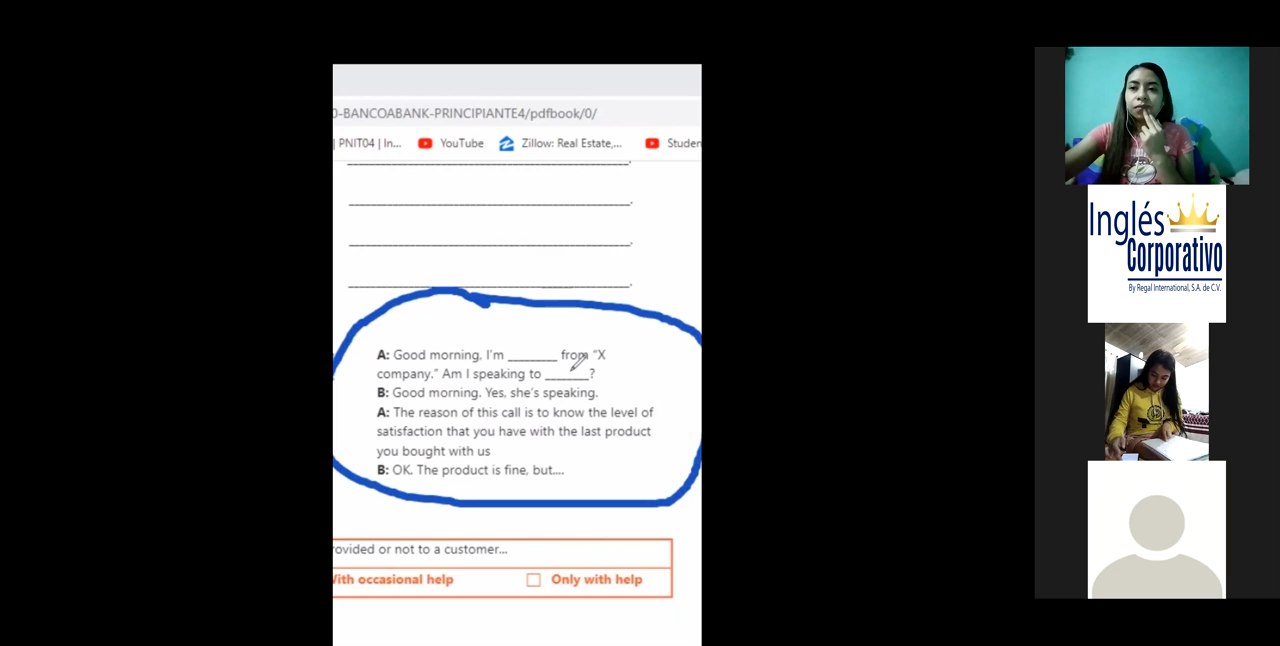 0-BANCOABANK-PRINCIPIANTE4/pdfbook/0/
| PNIT04 | In... YouTube Zillow: Real Estate,... Studen
A: Good morning, I'm ________ from "X
company." Am I speaking to _______?
B: Good morning. Yes, she's speaking.
A: The reason of this call is to know the level of
satisfaction that you have with the last product
you bought with us
B: OK. The product is fine, but....
rovided or not to a customer...
With occasional help Only with help
Inglés
Corporativo
By Regal International, S.A. de C.V.